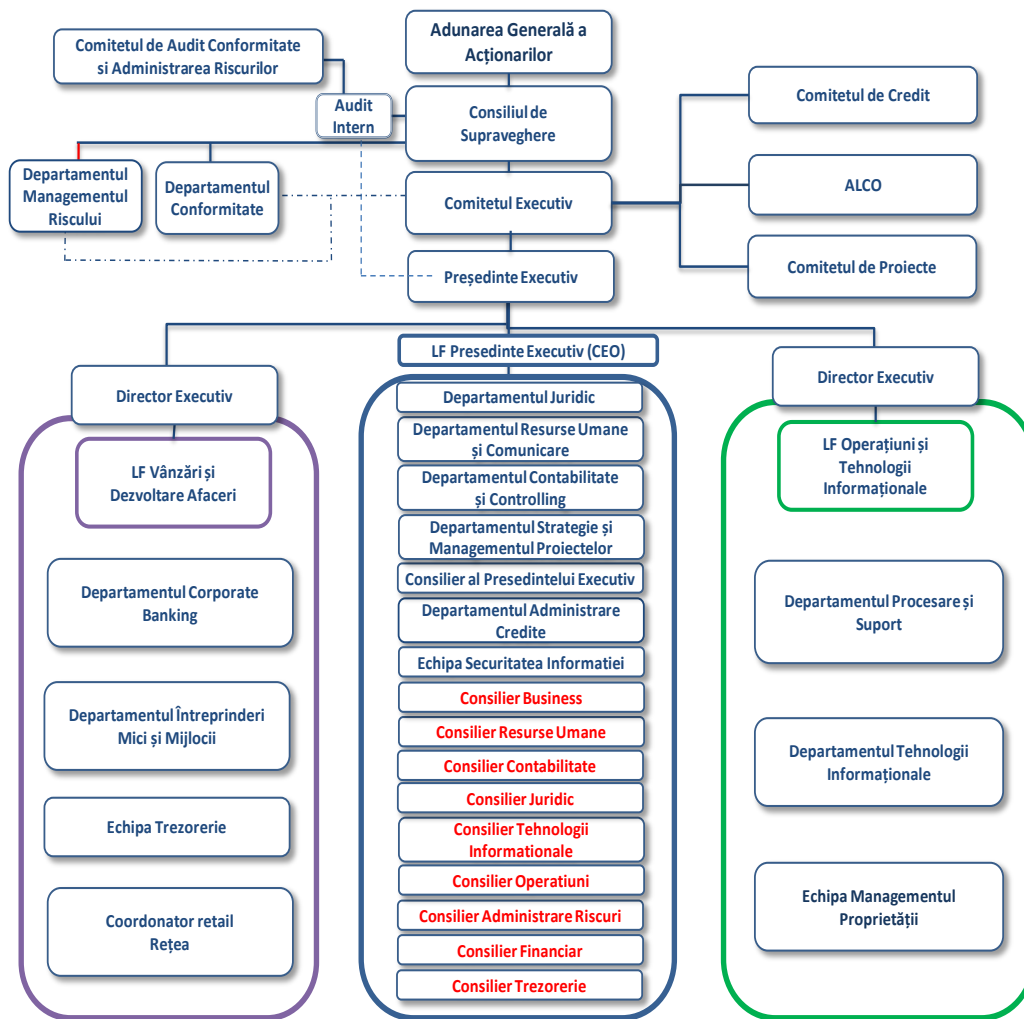 Adunarea Generală a
Acționarilor
Comitetul de Audit Conformitate
si Administrarea Riscurilor
Audit
Intern
Consiliul de
Supraveghere
Comitetul de Credit
Departamentul
Managementul
Riscului
Departamentul
Conformitate
Comitetul Executiv
ALCO
Comitetul de Proiecte
Președinte Executiv
LF Presedinte Executiv (CEO)
Director Executiv
LF Vânzări și
Dezvoltare Afaceri
Departamentul Corporate
Banking
Departamentul Întreprinderi
Mici și Mijlocii
Echipa Trezorerie
Coordonator retail
Rețea
Departamentul Juridic
Departamentul Resurse Umane
și Comunicare
Departamentul Contabilitate
și Controlling
Departamentul Strategie și
Managementul Proiectelor
Consilier al Presedintelui Executiv
Departamentul Administrare
Credite
Echipa Securitatea Informatiei
Consilier Business
Consilier Resurse Umane
Consilier Contabilitate
Consilier Juridic
Consilier Tehnologii
Informationale
Consilier Operatiuni
Consilier Administrare Riscuri
Consilier Financiar
Consilier Trezorerie
Director Executiv
LF Operațiuni și
Tehnologii
Informaționale
Departamentul Procesare și
Suport
Departamentul Tehnologii
Informaționale
Echipa Managementul
Proprietății